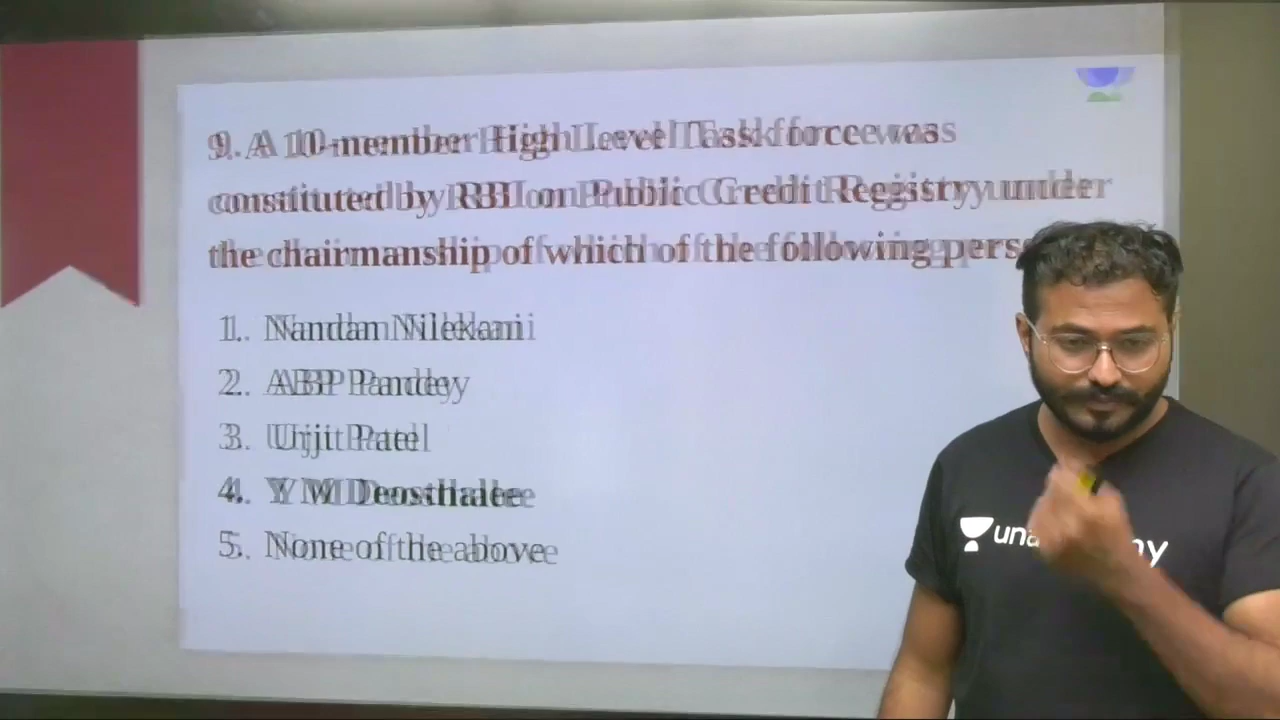 9. A 10-member High Level Task force was
constituted by RBI on Public Credit Registry under
the chairmanship of which of the following
1. Nandan Nilekani
2. ABP Pandey
3. Urjit Patel
4. Y M Deosthalee
5. None of the above